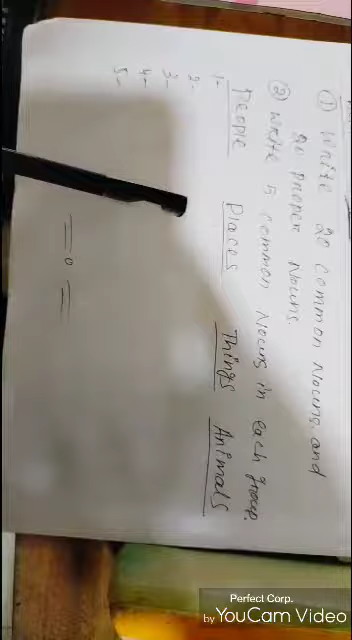 ① Write 20 common Nouns and
20 proper Nouns.
② Write 5 common Nouns in each group.
People Places Things Animals
1-
2-
3-
4-
5-
Perfect Corp.
by YouCam Video